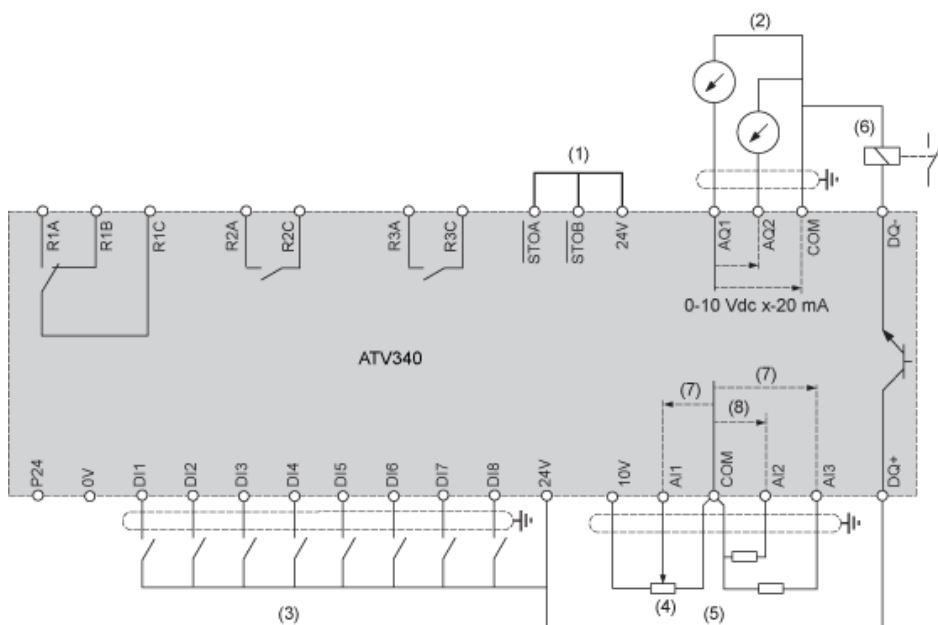 (2)
(6)
(1)
R1A R1B R1C R2A R2C R3A R3C STOA STOB 24V AQ1 AQ2 COM DQ-
0-10 Vdc x-20 mA
ATV340
(7) (7)
(8)
P24 0V DI1 DI2 DI3 DI4 DI5 DI6 DI7 DI8 24V 10V AI1 COM AI2 AI3 DQ+
(3) (4) (5)